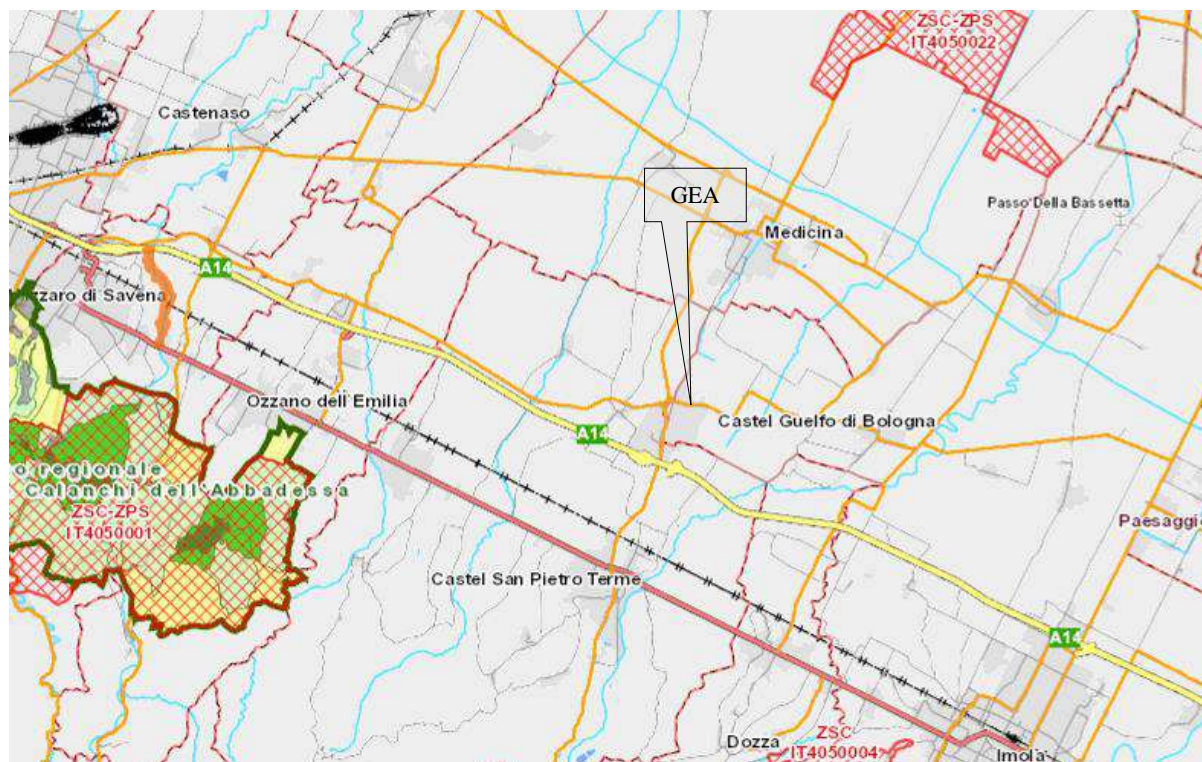 ZSC-ZPS
IT4050022
Castenaso
GEA
Passo Della Bassetta
Medicina
A14
zzaro di Savena
Ozzano dell'Emilia
Castel Guelfo di Bologna
A14
o regionale
Calanchi dell'Abbadessa
ZSC-ZPS
IT4050001
Paesaggi
Castel San Pietro Terme
A14
Dozza
ZSC
IT4050004
Imola